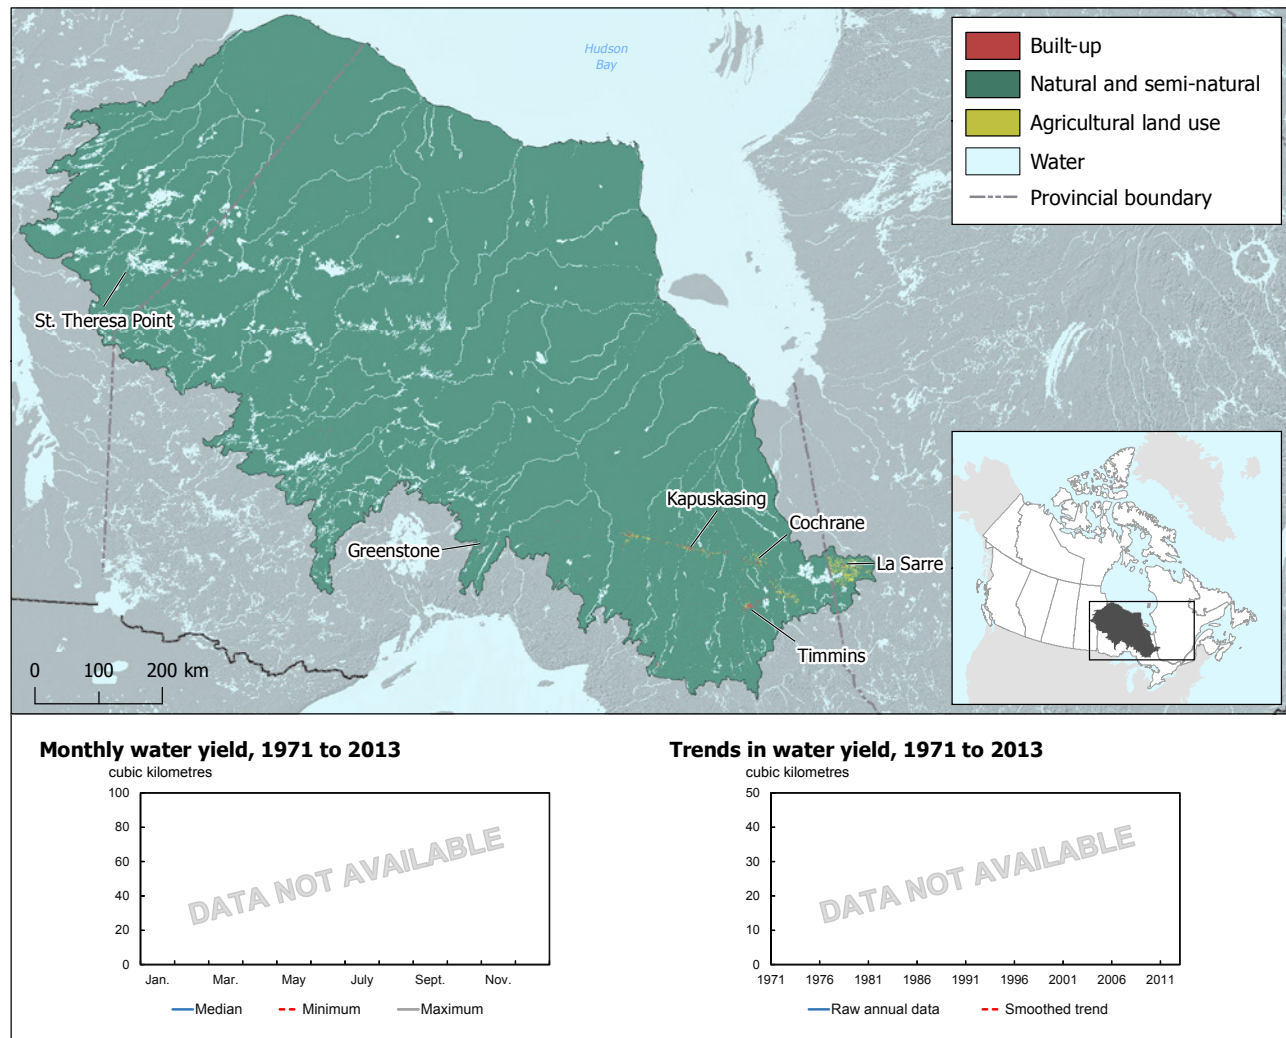 Hudson
Bay
Built-up
Natural and semi-natural
Agricultural land use
Water
Provincial boundary
St. Theresa Point
Kapuskasing
Cochrane
Greenstone
La Sarre
Timmins
0 100 200 km
Monthly water yield, 1971 to 2013
cubic kilometres
100
80
60
40
20
0
DATA NOT AVAILABLE
Jan. Mar. May July Sept. Nov.
Median Minimum Maximum
Trends in water yield, 1971 to 2013
cubic kilometres
50
40
30
20
10
0
DATA NOT AVAILABLE
1971 1976 1981 1986 1991 1996 2001 2006 2011
Raw annual data Smoothed trend